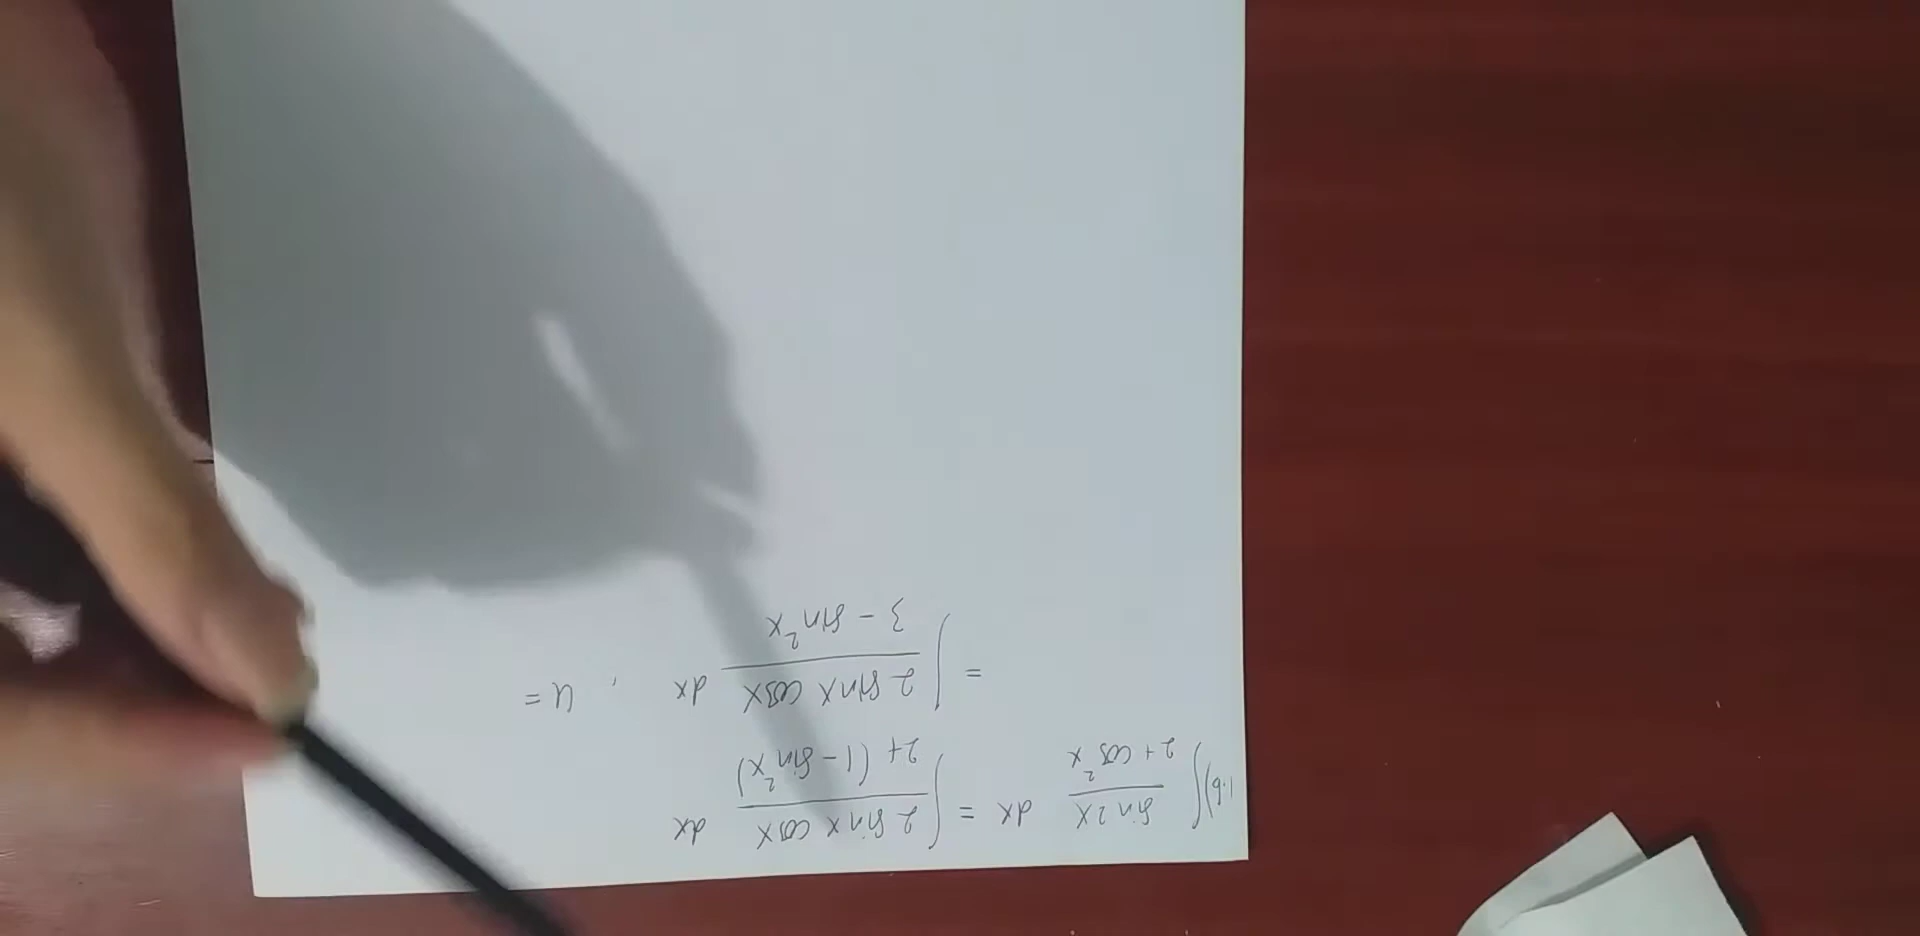 1.b) ∫ sin 2x / (2 + cos²x) dx = ∫ 2 sin x cos x / (2 + (1 − sin²x)) dx
= ∫ 2 sin x cos x / (3 − sin²x) dx , u =